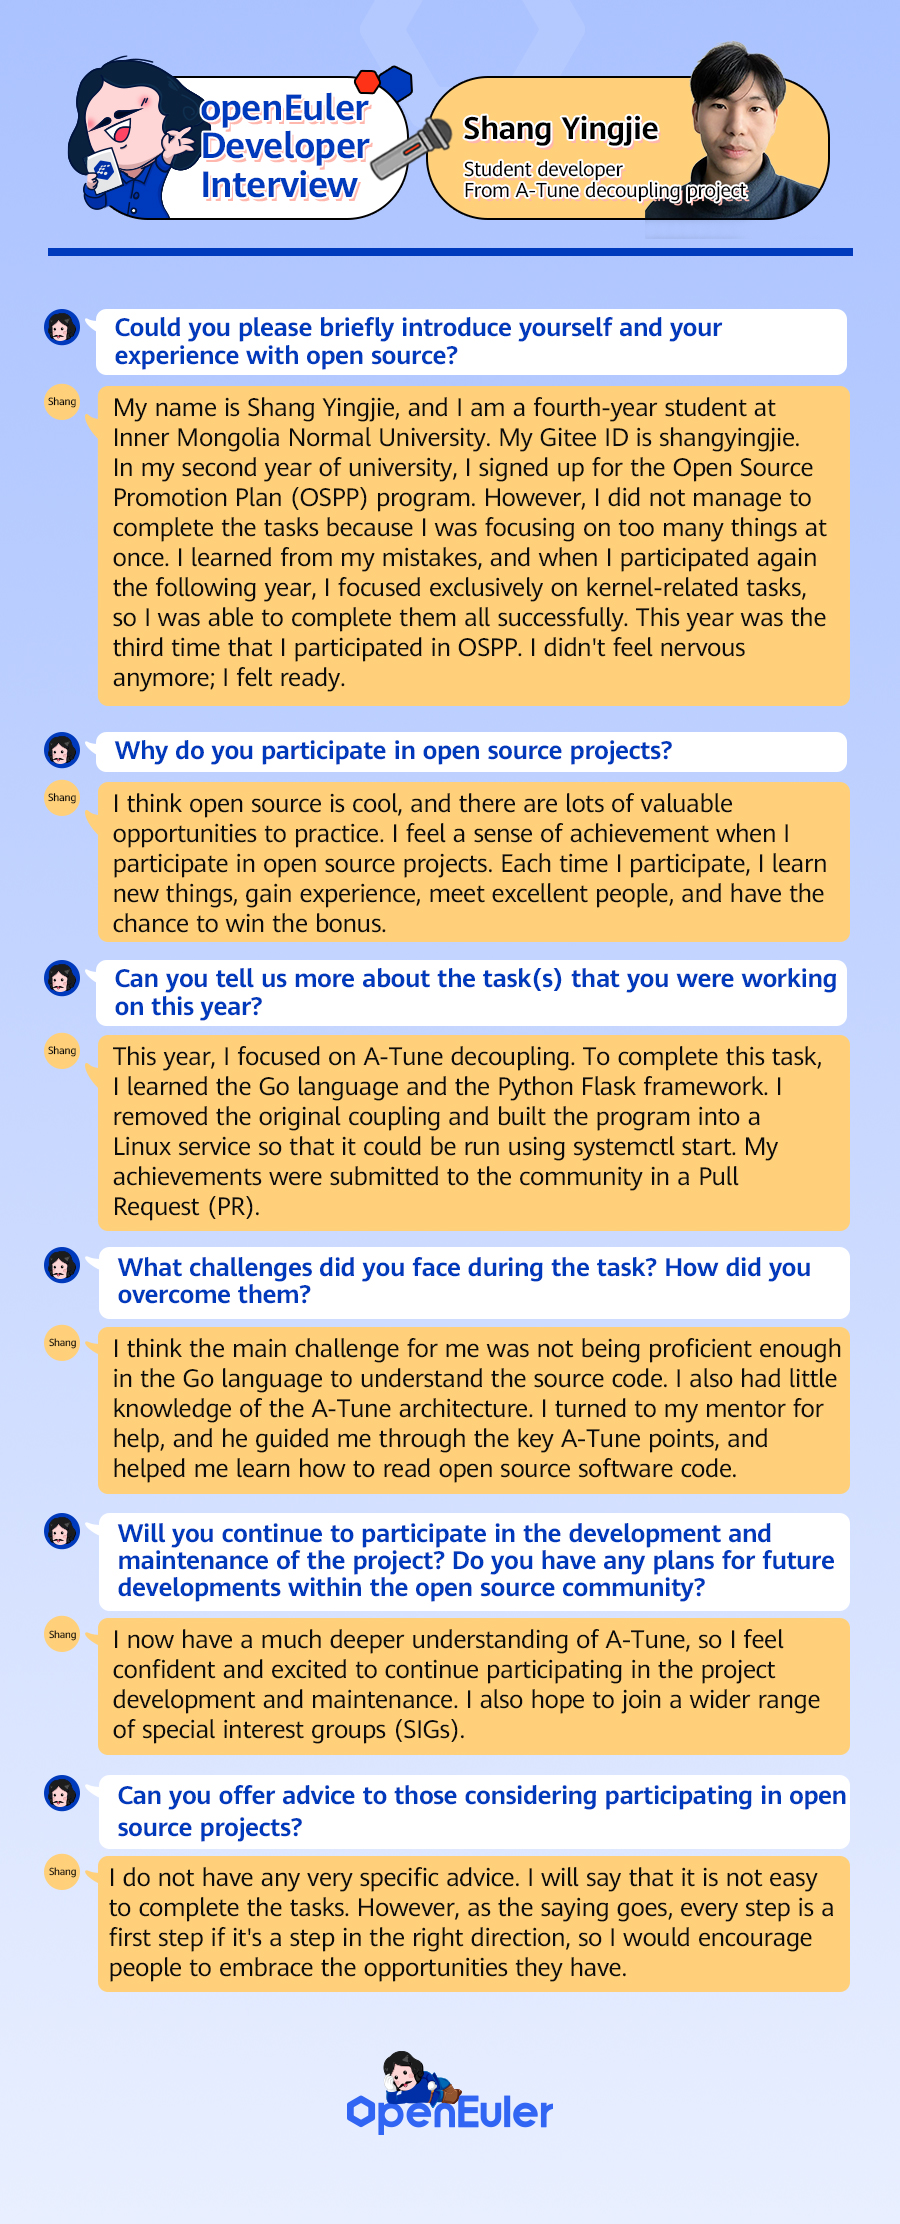 openEuler
Developer
Interview
Shang Yingjie
Student developer
From A-Tune decoupling project
Could you please briefly introduce yourself and your
experience with open source?
Shang
My name is Shang Yingjie, and I am a fourth-year student at
Inner Mongolia Normal University. My Gitee ID is shangyingjie.
In my second year of university, I signed up for the Open Source
Promotion Plan (OSPP) program. However, I did not manage to
complete the tasks because I was focusing on too many things at
once. I learned from my mistakes, and when I participated again
the following year, I focused exclusively on kernel-related tasks,
so I was able to complete them all successfully. This year was the
third time that I participated in OSPP. I didn't feel nervous
anymore; I felt ready.
Why do you participate in open source projects?
Shang
I think open source is cool, and there are lots of valuable
opportunities to practice. I feel a sense of achievement when I
participate in open source projects. Each time I participate, I learn
new things, gain experience, meet excellent people, and have the
chance to win the bonus.
Can you tell us more about the task(s) that you were working
on this year?
Shang
This year, I focused on A-Tune decoupling. To complete this task,
I learned the Go language and the Python Flask framework. I
removed the original coupling and built the program into a
Linux service so that it could be run using systemctl start. My
achievements were submitted to the community in a Pull
Request (PR).
What challenges did you face during the task? How did you
overcome them?
Shang
I think the main challenge for me was not being proficient enough
in the Go language to understand the source code. I also had little
knowledge of the A-Tune architecture. I turned to my mentor for
help, and he guided me through the key A-Tune points, and
helped me learn how to read open source software code.
Will you continue to participate in the development and
maintenance of the project? Do you have any plans for future
developments within the open source community?
Shang
I now have a much deeper understanding of A-Tune, so I feel
confident and excited to continue participating in the project
development and maintenance. I also hope to join a wider range
of special interest groups (SIGs).
Can you offer advice to those considering participating in open
source projects?
Shang
I do not have any very specific advice. I will say that it is not easy
to complete the tasks. However, as the saying goes, every step is a
first step if it's a step in the right direction, so I would encourage
people to embrace the opportunities they have.
openEuler